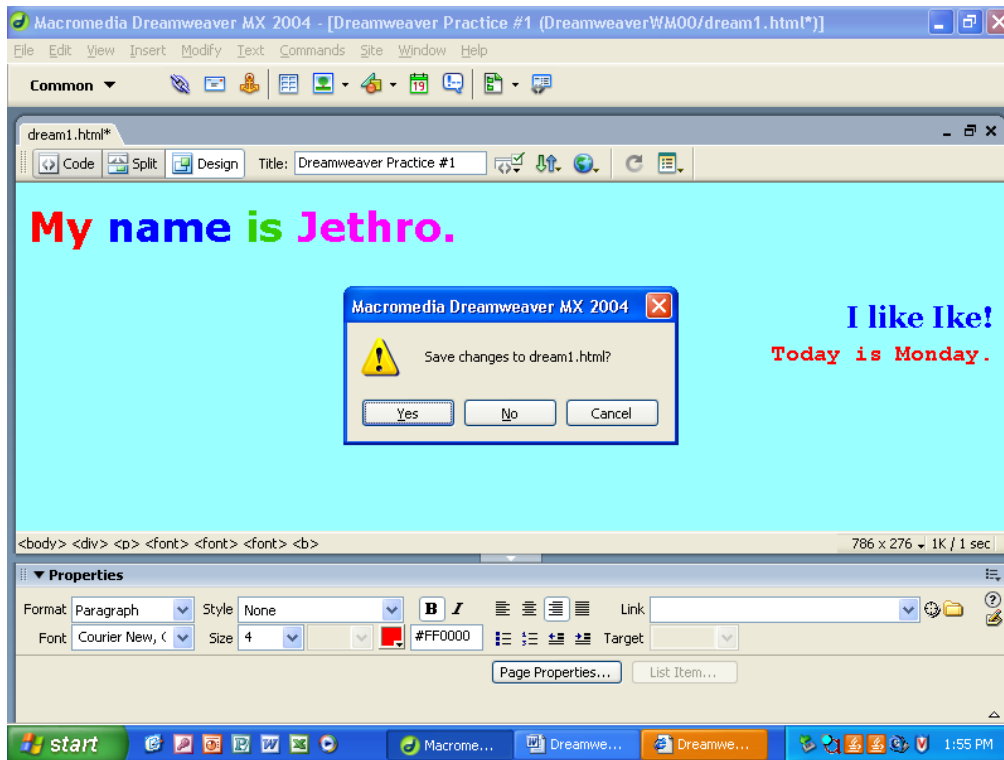 Macromedia Dreamweaver MX 2004 - [Dreamweaver Practice #1 (DreamweaverWM00/dream1.html*)]
File Edit View Insert Modify Text Commands Site Window Help
Common
19
dream1.html*
Code Split Design Title: Dreamweaver Practice #1
My name is Jethro.
I like Ike!
Today is Monday.
Macromedia Dreamweaver MX 2004
Save changes to dream1.html?
Yes No Cancel
<body> <div> <p> <font> <font> <font> <b>
786 x 276 1K / 1 sec
Properties
Format Paragraph Style None B I Link
Font Courier New, ( Size 4 #FF0000 Target
Page Properties... List Item...
start Macrome... Dreamwe... Dreamwe... 1:55 PM